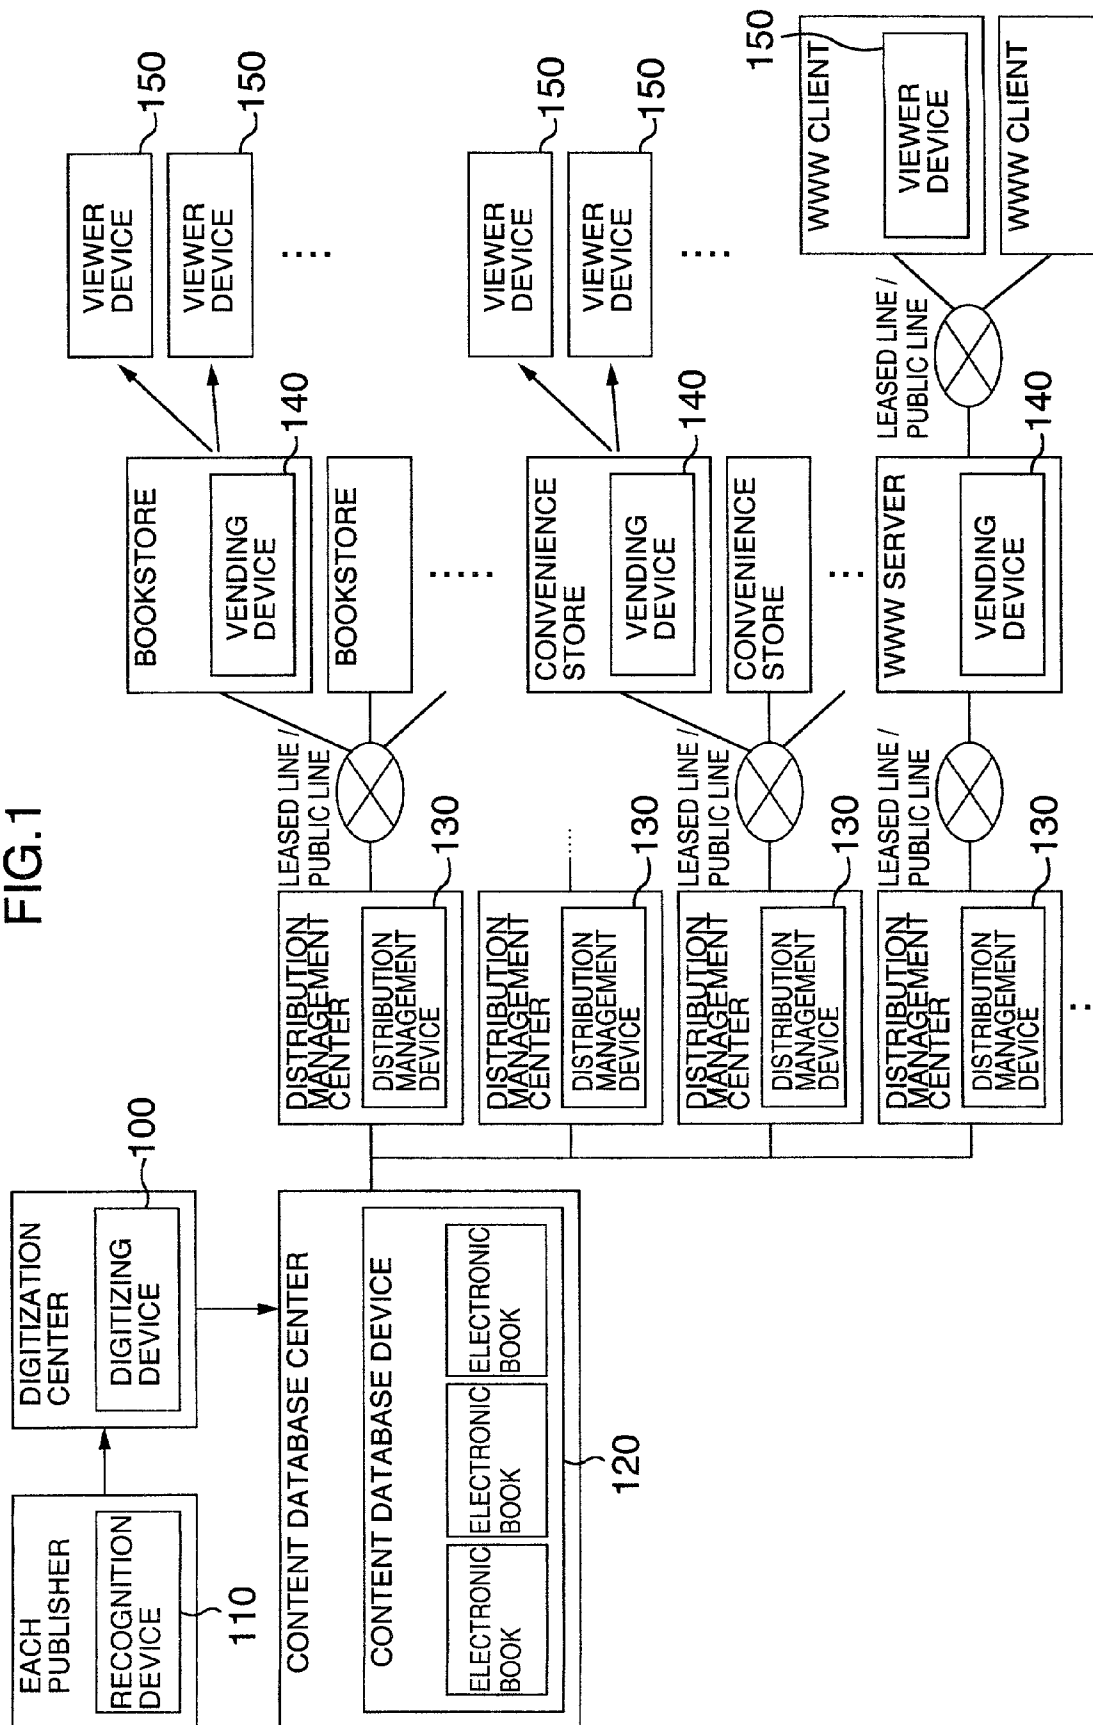 FIG.1
EACH
PUBLISHER
RECOGNITION
DEVICE
110
DIGITIZATION
CENTER
DIGITIZING
DEVICE
100
CONTENT DATABASE CENTER
CONTENT DATABASE DEVICE
ELECTRONIC
BOOK
ELECTRONIC
BOOK
ELECTRONIC
BOOK
120
DISTRIBUTION
MANAGEMENT
CENTER
DISTRIBUTION
MANAGEMENT
DEVICE
130
LEASED LINE /
PUBLIC LINE
BOOKSTORE
VENDING
DEVICE
140
BOOKSTORE
.....
VIEWER
DEVICE
150
VIEWER
DEVICE
150
....
DISTRIBUTION
MANAGEMENT
CENTER
DISTRIBUTION
MANAGEMENT
DEVICE
130
.....
DISTRIBUTION
MANAGEMENT
CENTER
DISTRIBUTION
MANAGEMENT
DEVICE
130
LEASED LINE /
PUBLIC LINE
CONVENIENCE
STORE
VENDING
DEVICE
140
CONVENIENCE
STORE
...
VIEWER
DEVICE
150
VIEWER
DEVICE
150
....
DISTRIBUTION
MANAGEMENT
CENTER
DISTRIBUTION
MANAGEMENT
DEVICE
130
..
LEASED LINE /
PUBLIC LINE
WWW SERVER
VENDING
DEVICE
140
LEASED LINE /
PUBLIC LINE
WWW CLIENT
VIEWER
DEVICE
150
WWW CLIENT